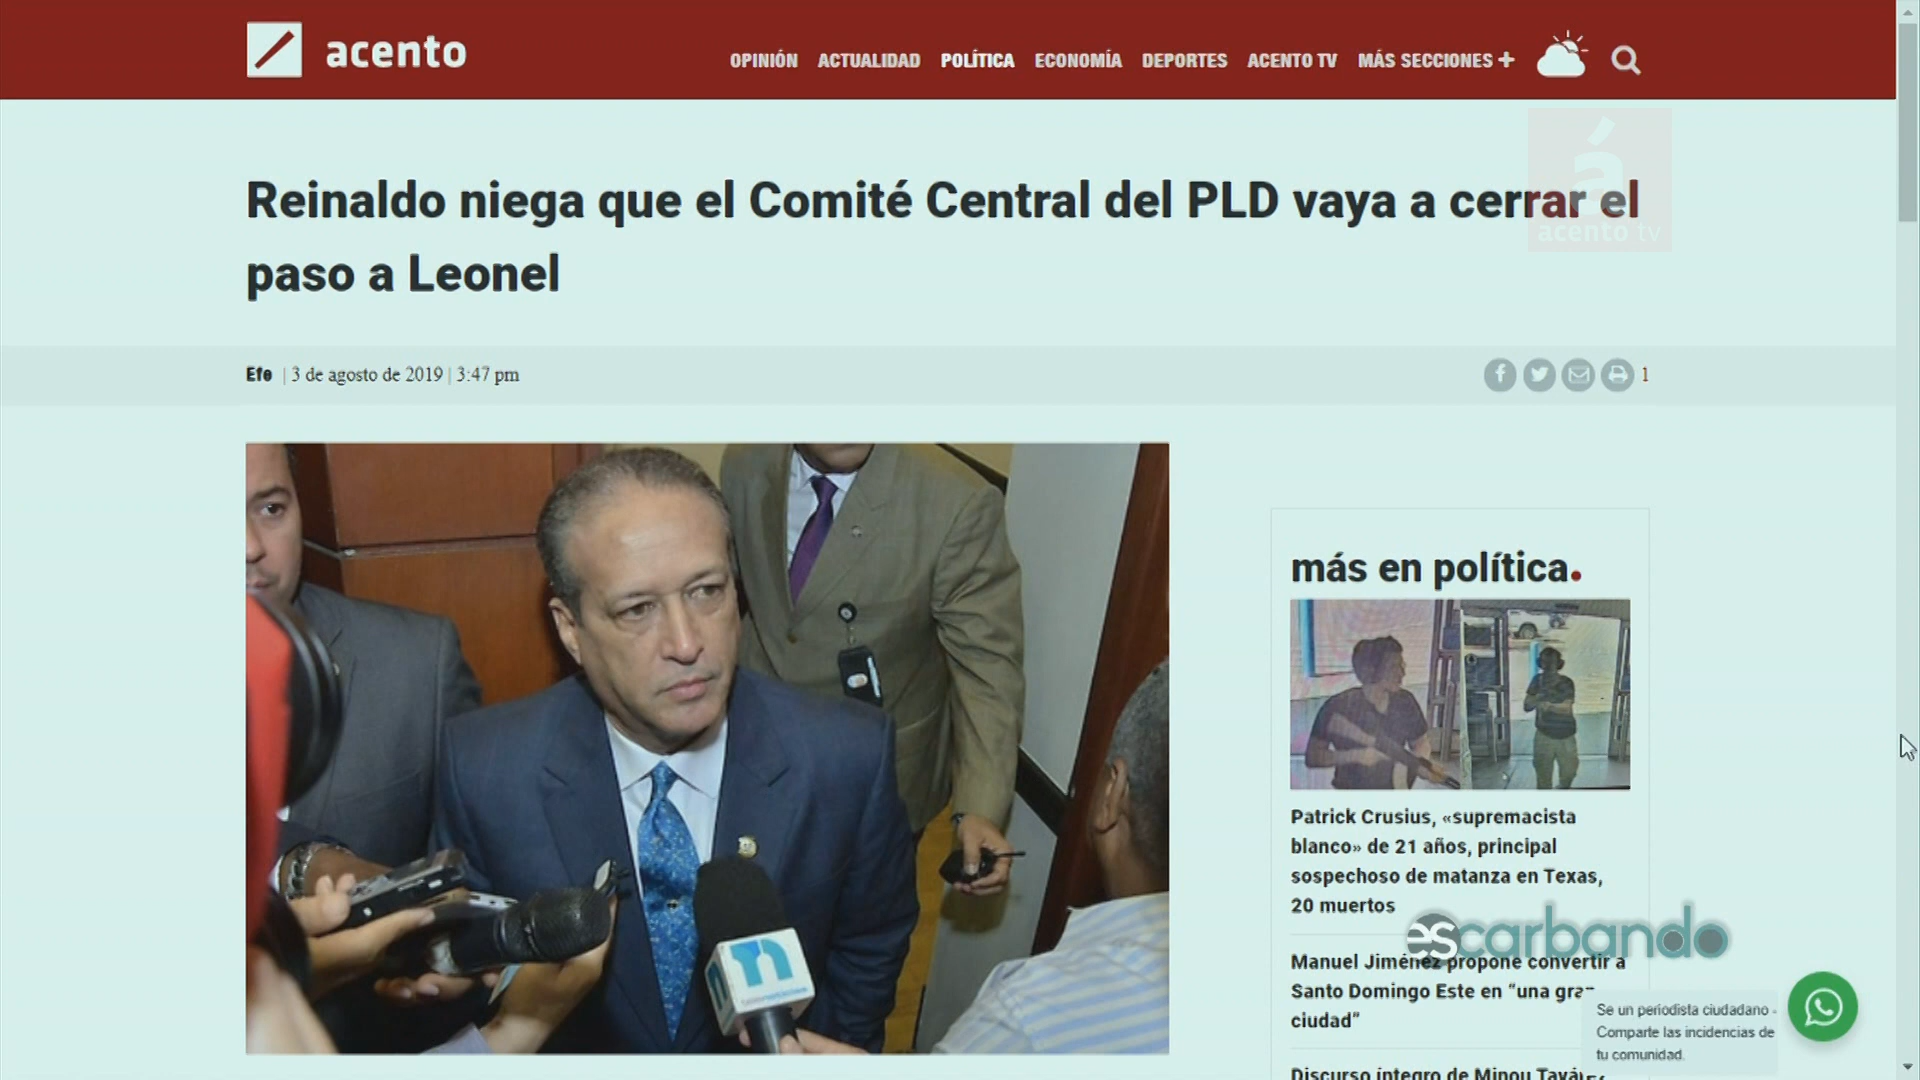 acento
OPINIÓN ACTUALIDAD POLÍTICA ECONOMÍA DEPORTES ACENTO TV MÁS SECCIONES +
á
acento tv
Reinaldo niega que el Comité Central del PLD vaya a cerrar el
paso a Leonel
Efe | 3 de agosto de 2019 | 3:47 pm
1
más en política.
Patrick Crusius, «supremacista
blanco» de 21 años, principal
sospechoso de matanza en Texas,
20 muertos
escarbando
Manuel Jiménez propone convertir a
Santo Domingo Este en “una gran
ciudad”
Se un periodista ciudadano -
Comparte las incidencias de
tu comunidad.
Discurso íntegro de Minou Tavárez